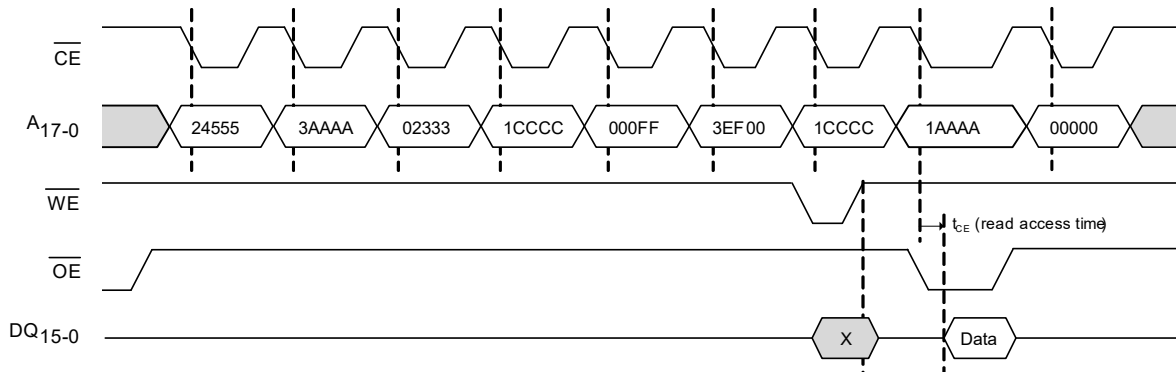 CE
A17-0 24555 3AAAA 02333 1CCCC 000FF 3EF00 1CCCC 1AAAA 00000
WE
tCE (read access time)
OE
DQ15-0 X Data